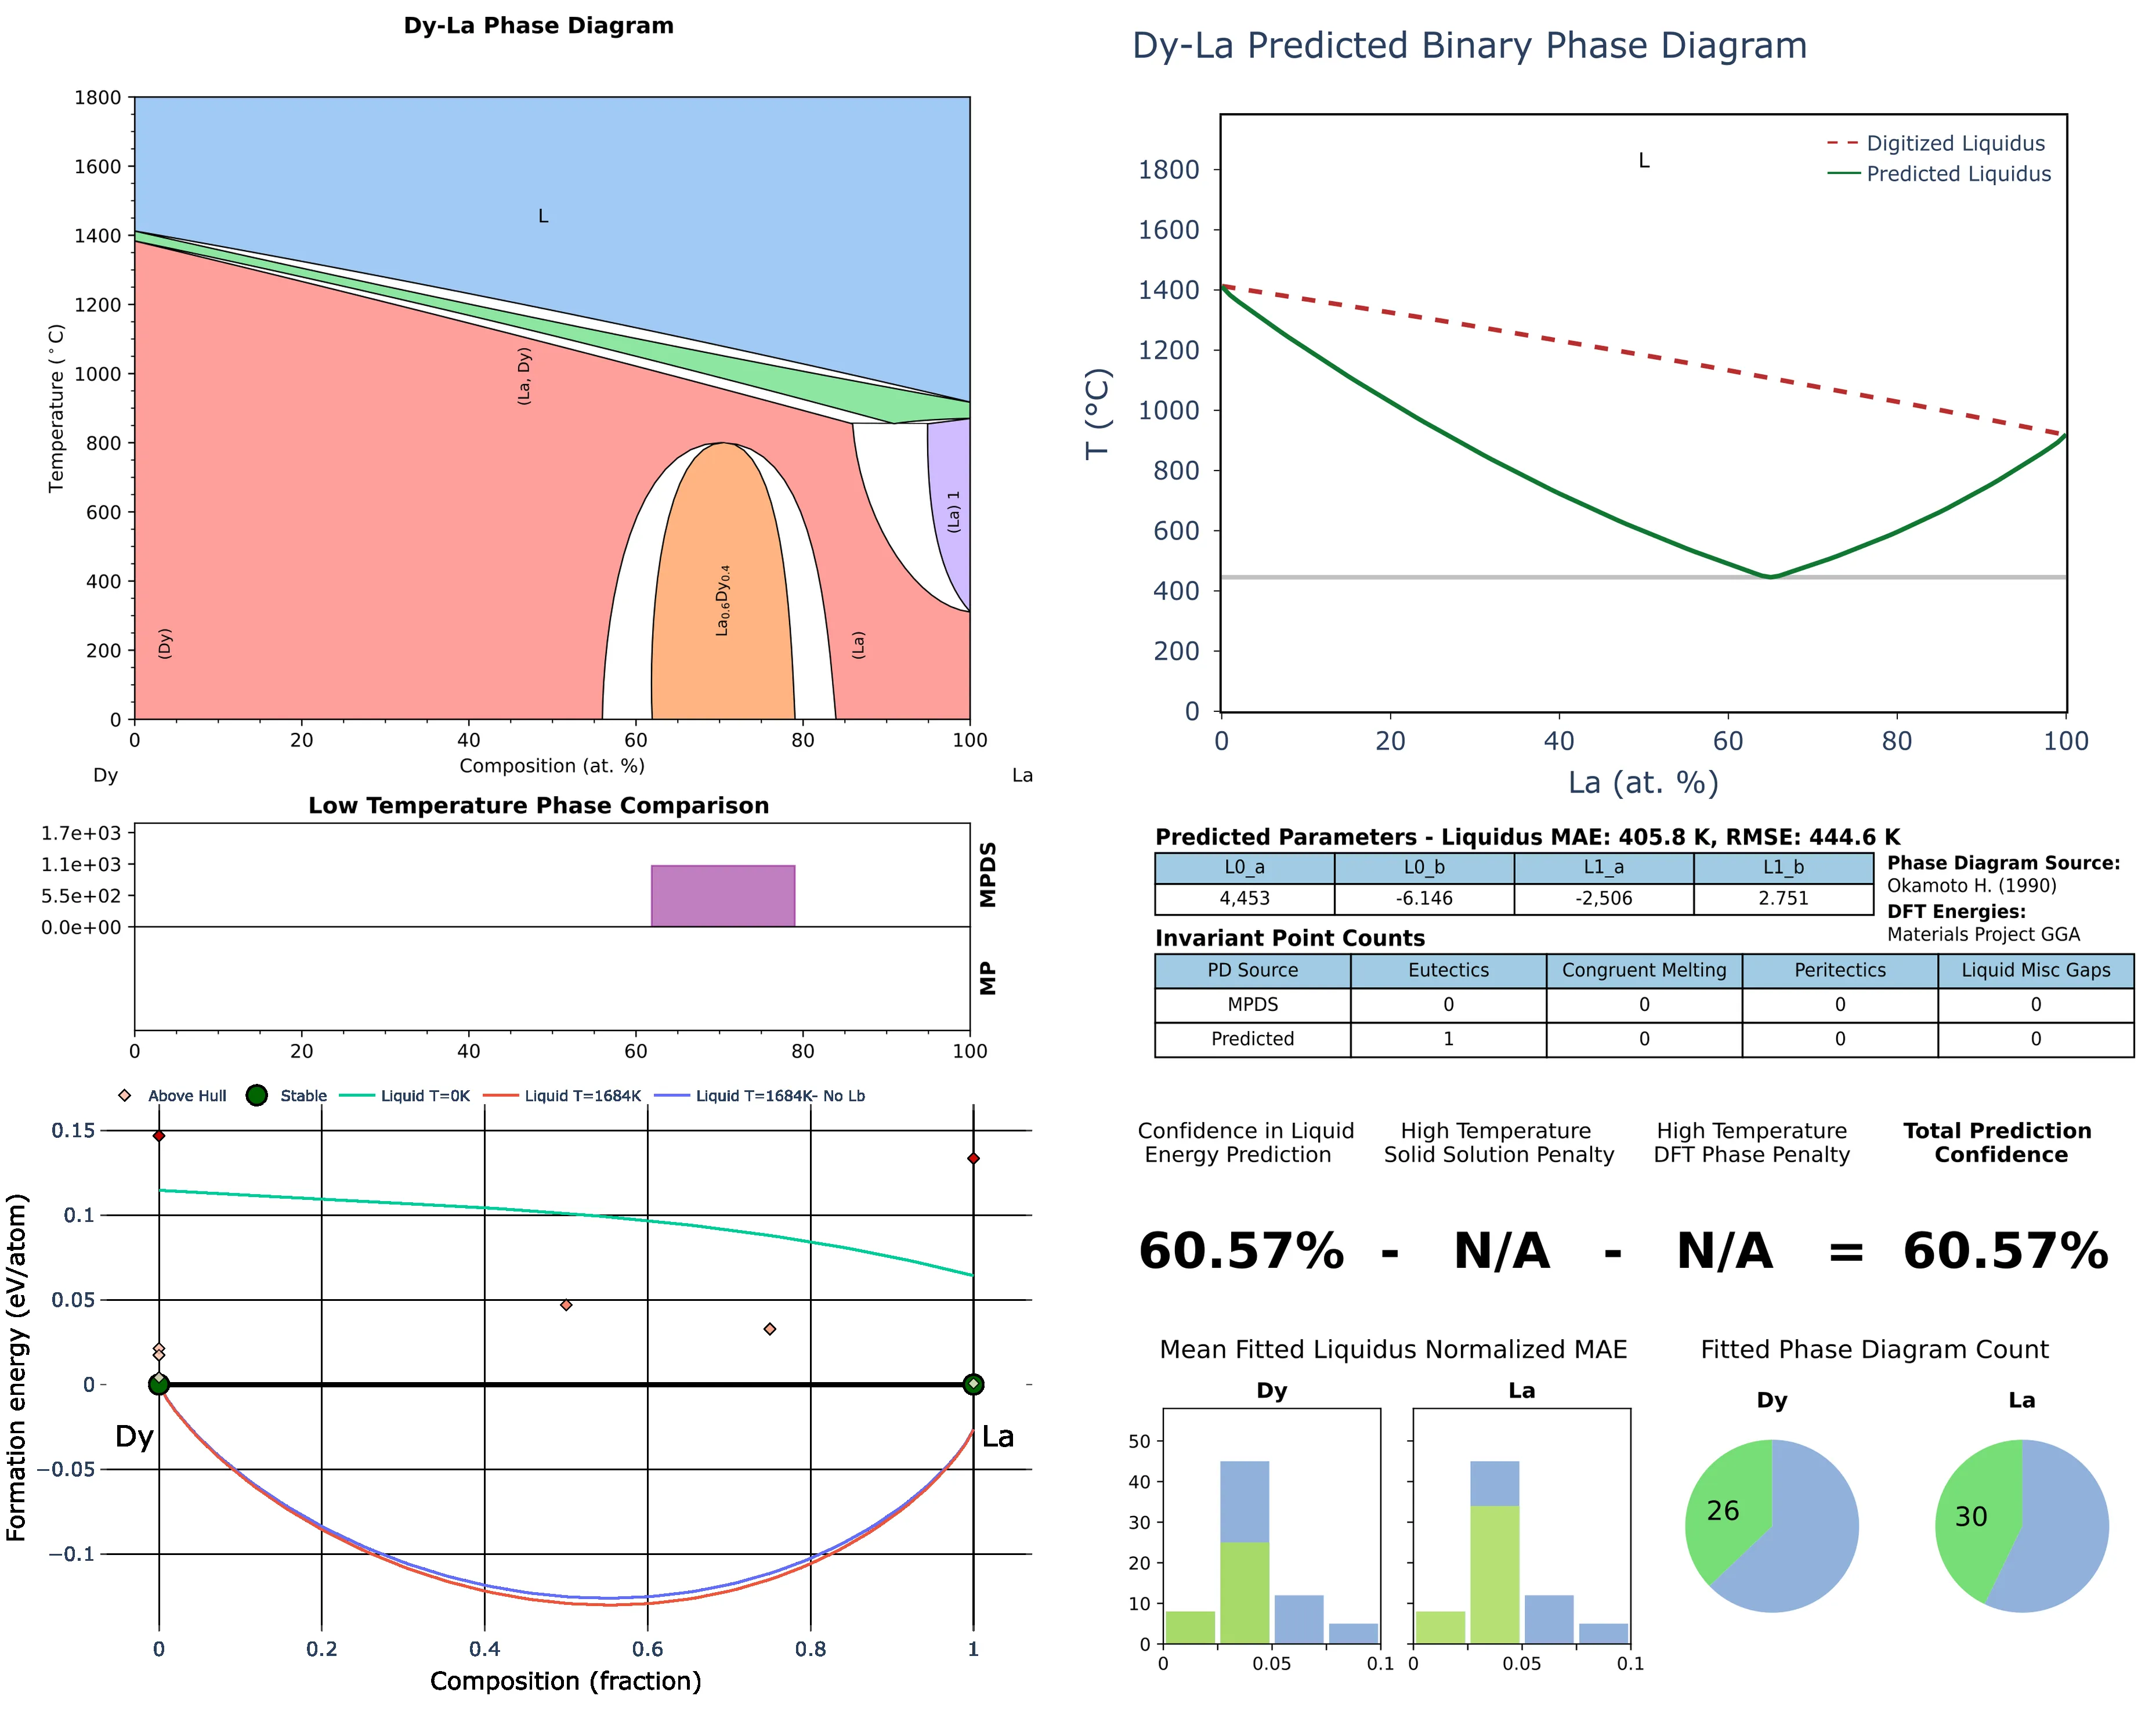 Dy-La Phase Diagram
1800
1600
1400
1200
1000
800
600
400
200
0
Temperature (°C)
L
(La, Dy)
(Dy)
La0.6Dy0.4
(La)
(La) 1
0 20 40 60 80 100
Composition (at. %)
Dy La
Low Temperature Phase Comparison
1.7e+03
1.1e+03
5.5e+02
0.0e+00
MPDS
MP
0 20 40 60 80 100
Above Hull Stable Liquid T=0K Liquid T=1684K Liquid T=1684K- No Lb
0.15
0.1
0.05
0
−0.05
−0.1
Formation energy (eV/atom)
Dy La
0 0.2 0.4 0.6 0.8 1
Composition (fraction)
Dy-La Predicted Binary Phase Diagram
L
Digitized Liquidus
Predicted Liquidus
1800
1600
1400
1200
1000
800
600
400
200
0
T (°C)
0 20 40 60 80 100
La (at. %)
Predicted Parameters - Liquidus MAE: 405.8 K, RMSE: 444.6 K
L0_a L0_b L1_a L1_b
4,453 -6.146 -2,506 2.751
Phase Diagram Source:
Okamoto H. (1990)
DFT Energies:
Materials Project GGA
Invariant Point Counts
PD Source Eutectics Congruent Melting Peritectics Liquid Misc Gaps
MPDS 0 0 0 0
Predicted 1 0 0 0
Confidence in Liquid
Energy Prediction
High Temperature
Solid Solution Penalty
High Temperature
DFT Phase Penalty
Total Prediction
Confidence
60.57% - N/A - N/A = 60.57%
Mean Fitted Liquidus Normalized MAE
Dy La
50
40
30
20
10
0
0 0.05 0.1 0 0.05 0.1
Fitted Phase Diagram Count
Dy La
26 30